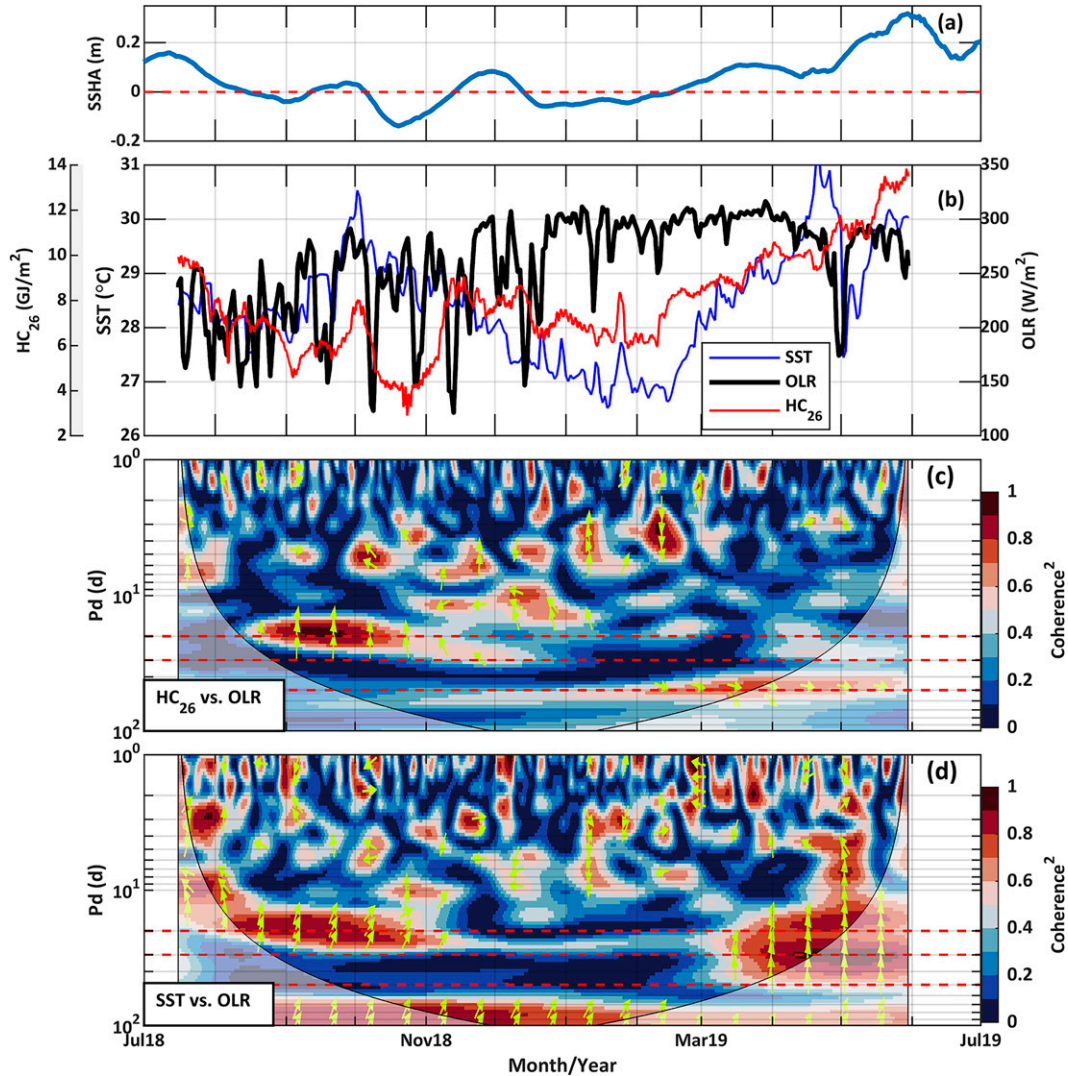 (a)
SSHA (m)
0.2
0
-0.2
(b)
HC26 (GJ/m2)
14
12
10
8
6
4
2
SST (°C)
31
30
29
28
27
26
OLR (W/m2)
350
300
250
200
150
100
SST
OLR
HC26
(c)
Pd (d)
10^0
10^1
10^2
HC26 vs. OLR
Coherence2
1
0.8
0.6
0.4
0.2
0
(d)
Pd (d)
10^0
10^1
10^2
SST vs. OLR
Coherence2
1
0.8
0.6
0.4
0.2
0
Jul18
Nov18
Mar19
Jul19
Month/Year